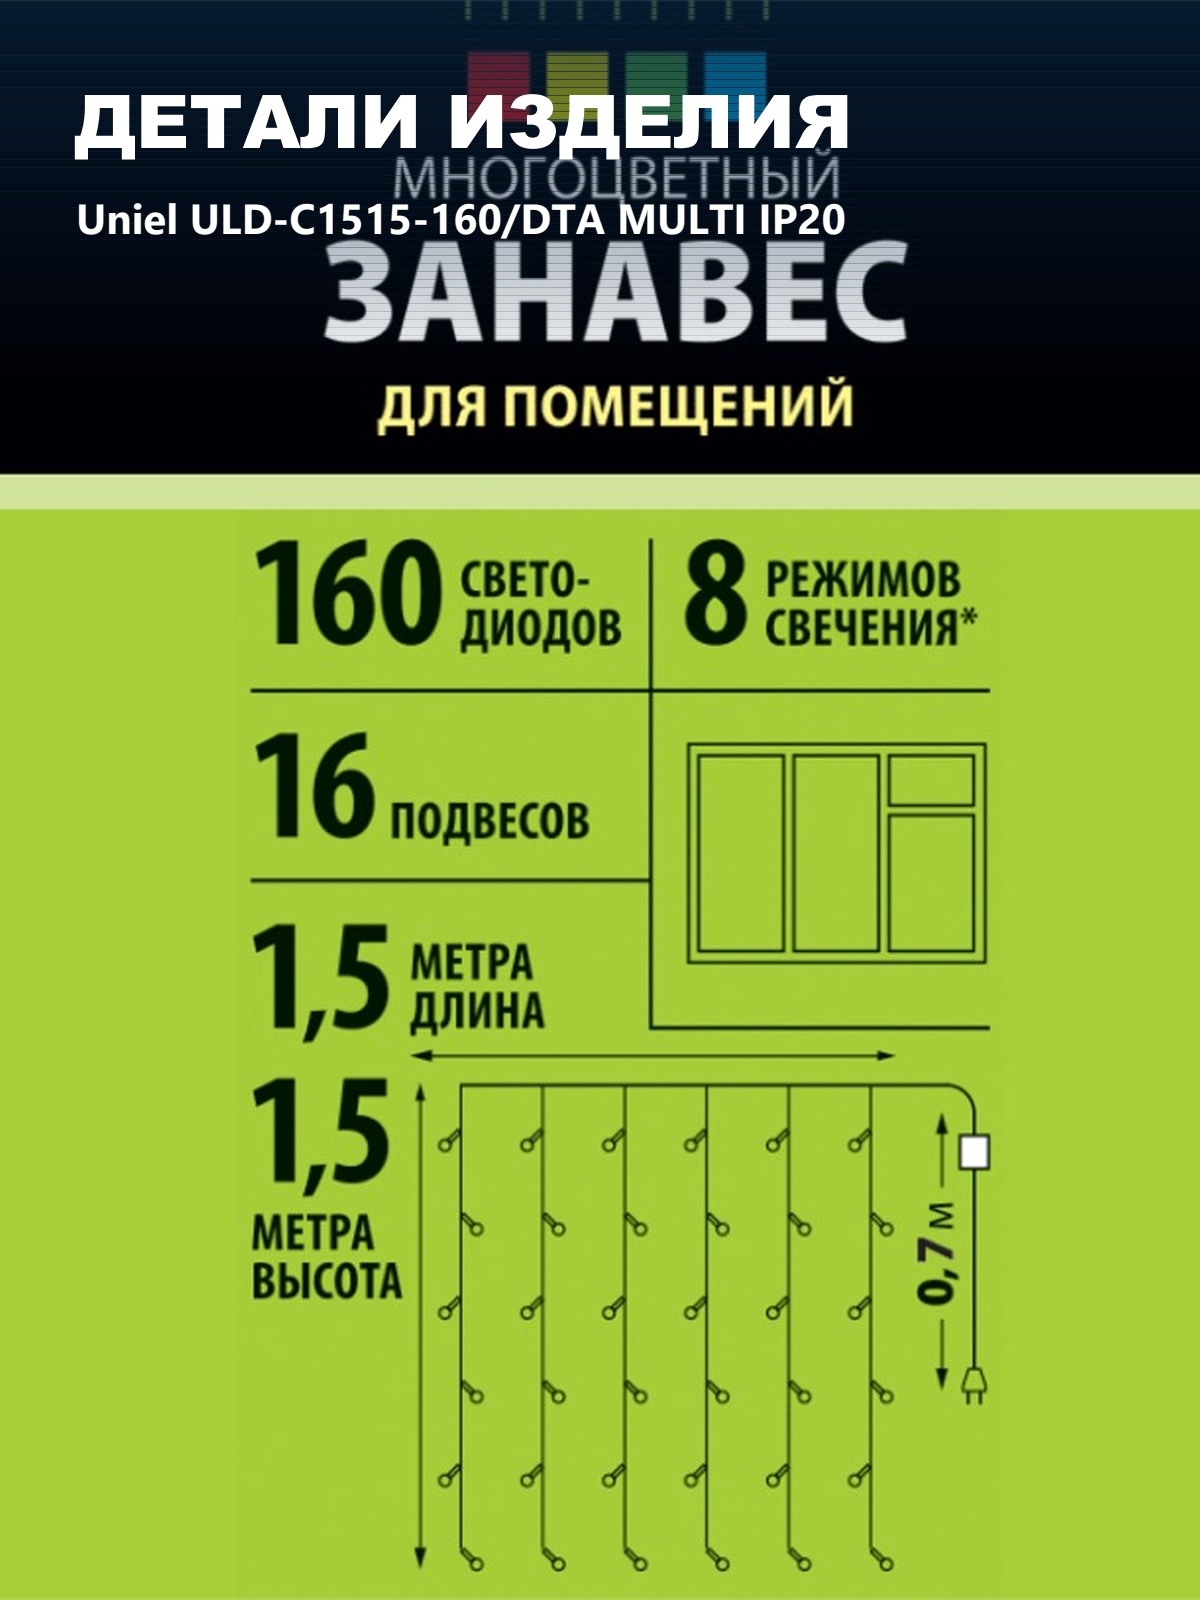 ДЕТАЛИ ИЗДЕЛИЯ
МНОГОЦВЕТНЫЙ
Uniel ULD-C1515-160/DTA MULTI IP20
ЗАНАВЕС
ДЛЯ ПОМЕЩЕНИЙ
160 СВЕТО-
ДИОДОВ
8 РЕЖИМОВ
СВЕЧЕНИЯ*
16 ПОДВЕСОВ
1,5 МЕТРА
ДЛИНА
1,5
МЕТРА
ВЫСОТА
0,7 м